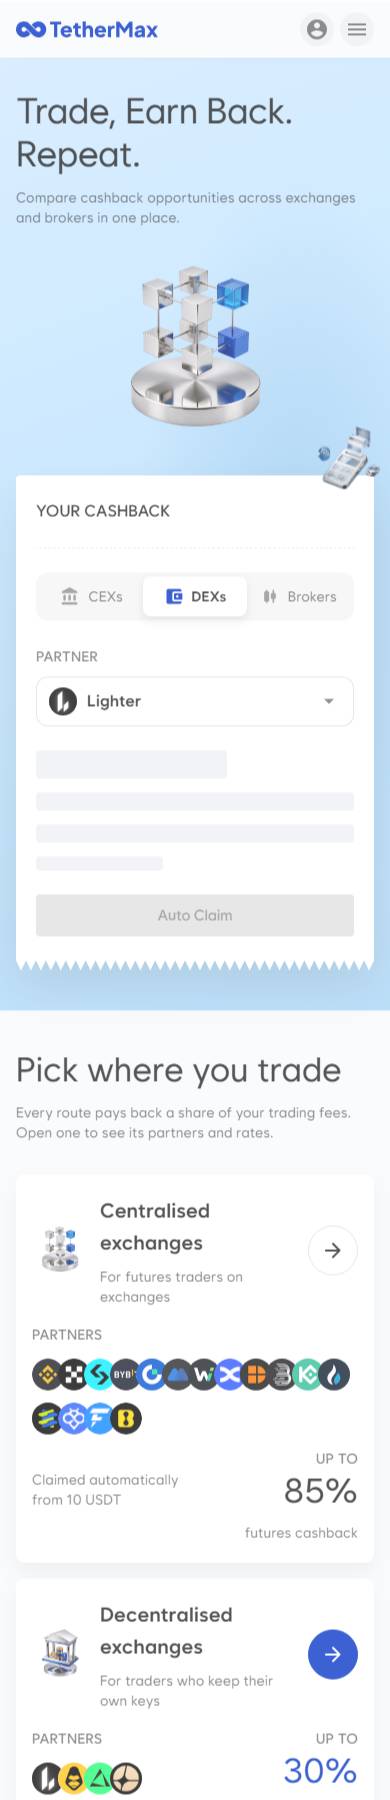 TetherMax
Trade, Earn Back.
Repeat.
Compare cashback opportunities across exchanges
and brokers in one place.
YOUR CASHBACK
CEXs
DEXs
Brokers
PARTNER
Lighter
Auto Claim
Pick where you trade
Every route pays back a share of your trading fees.
Open one to see its partners and rates.
Centralised
exchanges
For futures traders on
exchanges
PARTNERS
BYB
UP TO
Claimed automatically
from 10 USDT
85%
futures cashback
Decentralised
exchanges
For traders who keep their
own keys
PARTNERS
UP TO
30%